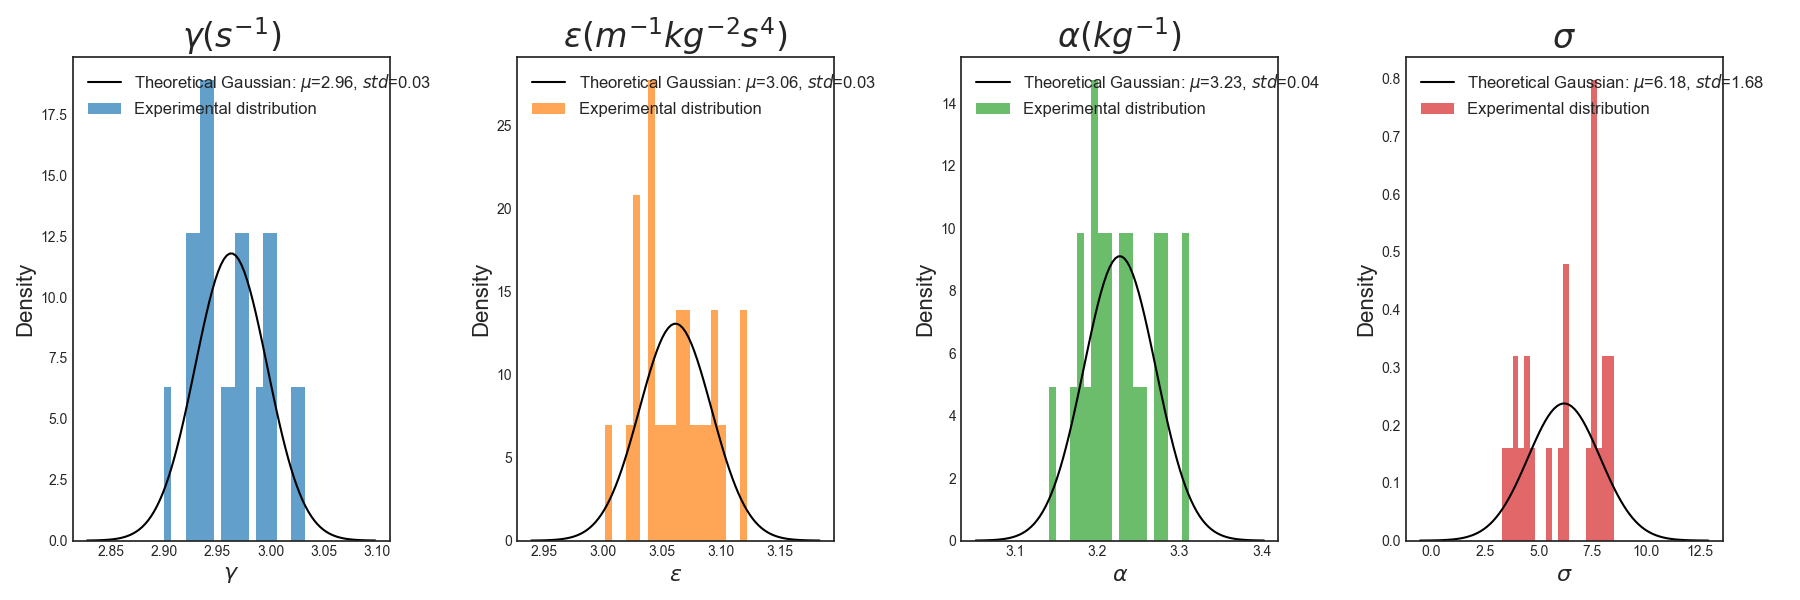 γ(s⁻¹)
Theoretical Gaussian: μ=2.96, std=0.03
Experimental distribution
Density
17.5
15.0
12.5
10.0
7.5
5.0
2.5
0.0
2.85 2.90 2.95 3.00 3.05 3.10
γ
ε(m⁻¹kg⁻²s⁴)
Theoretical Gaussian: μ=3.06, std=0.03
Experimental distribution
Density
25
20
15
10
5
0
2.95 3.00 3.05 3.10 3.15
ε
α(kg⁻¹)
Theoretical Gaussian: μ=3.23, std=0.04
Experimental distribution
Density
14
12
10
8
6
4
2
0
3.1 3.2 3.3 3.4
α
σ
Theoretical Gaussian: μ=6.18, std=1.68
Experimental distribution
Density
0.8
0.7
0.6
0.5
0.4
0.3
0.2
0.1
0.0
0.0 2.5 5.0 7.5 10.0 12.5
σ